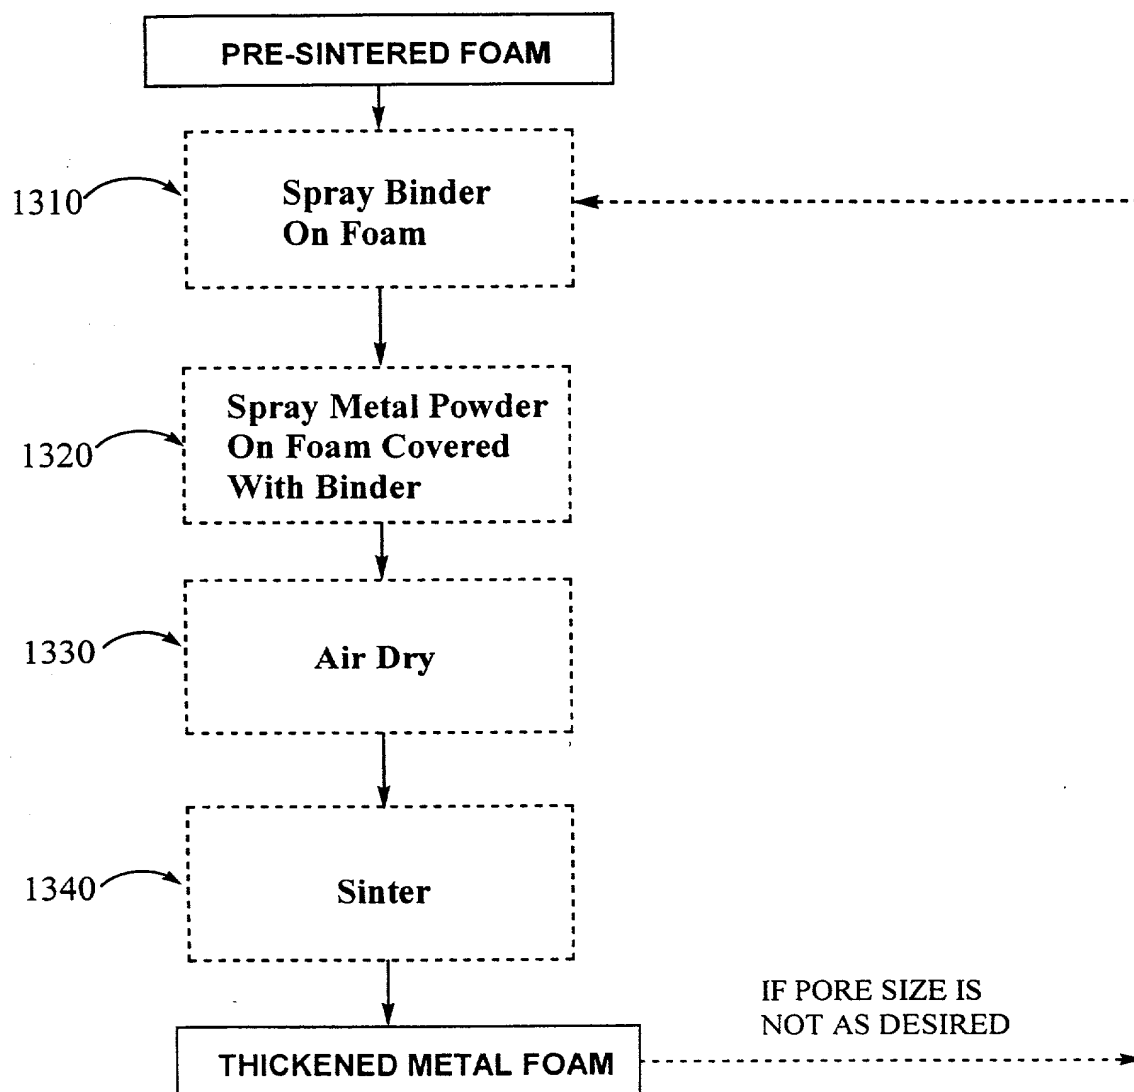 PRE-SINTERED FOAM
1310
Spray Binder
On Foam
1320
Spray Metal Powder
On Foam Covered
With Binder
1330
Air Dry
1340
Sinter
IF PORE SIZE IS
NOT AS DESIRED
THICKENED METAL FOAM